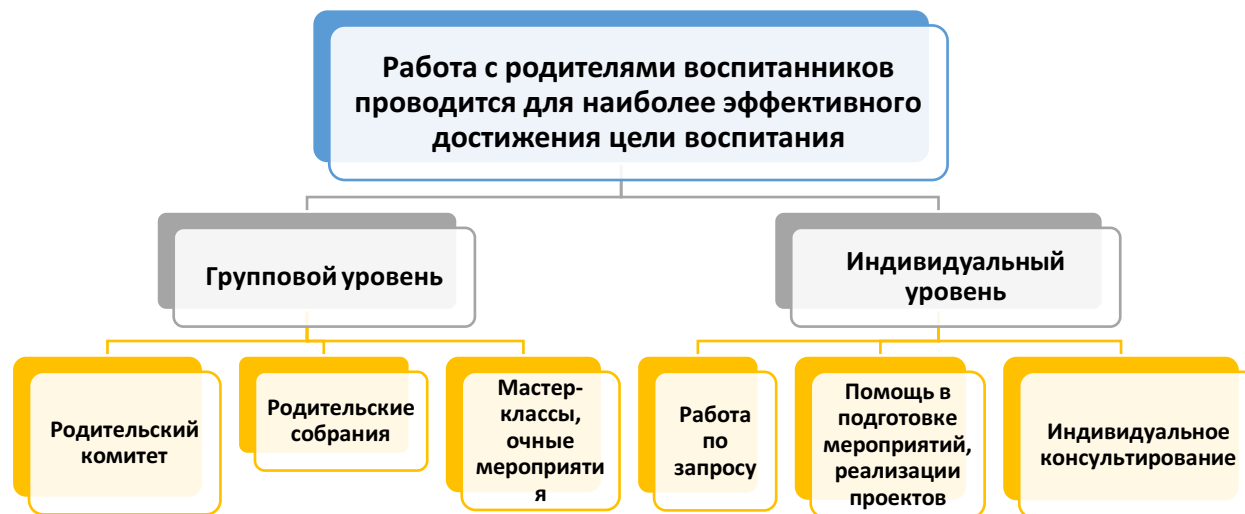 Работа с родителями воспитанников
проводится для наиболее эффективного
достижения цели воспитания
Групповой уровень
Индивидуальный
уровень
Родительский
комитет
Родительские
собрания
Мастер-
классы,
очные
мероприяти
я
Работа
по
запросу
Помощь в
подготовке
мероприятий,
реализации
проектов
Индивидуальное
консультирование